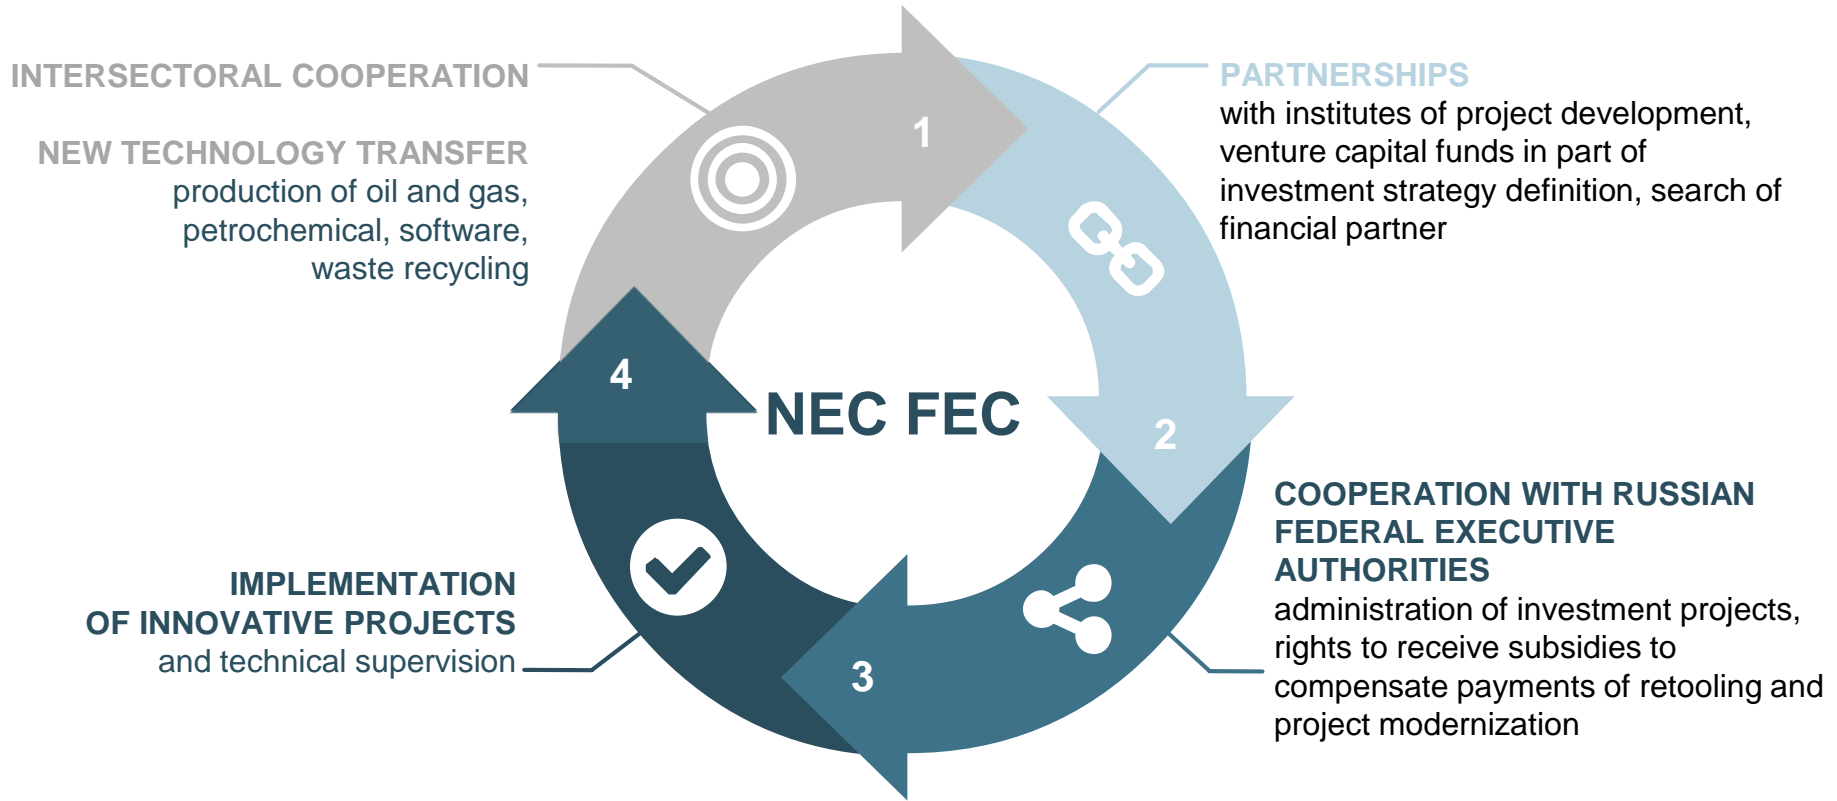 INTERSECTORAL COOPERATION
NEW TECHNOLOGY TRANSFER
production of oil and gas,
petrochemical, software,
waste recycling
1
PARTNERSHIPS
with institutes of project development,
venture capital funds in part of
investment strategy definition, search of
financial partner
4
NEC FEC
2
COOPERATION WITH RUSSIAN
FEDERAL EXECUTIVE
AUTHORITIES
administration of investment projects,
rights to receive subsidies to
compensate payments of retooling and
project modernization
3
IMPLEMENTATION
OF INNOVATIVE PROJECTS
and technical supervision